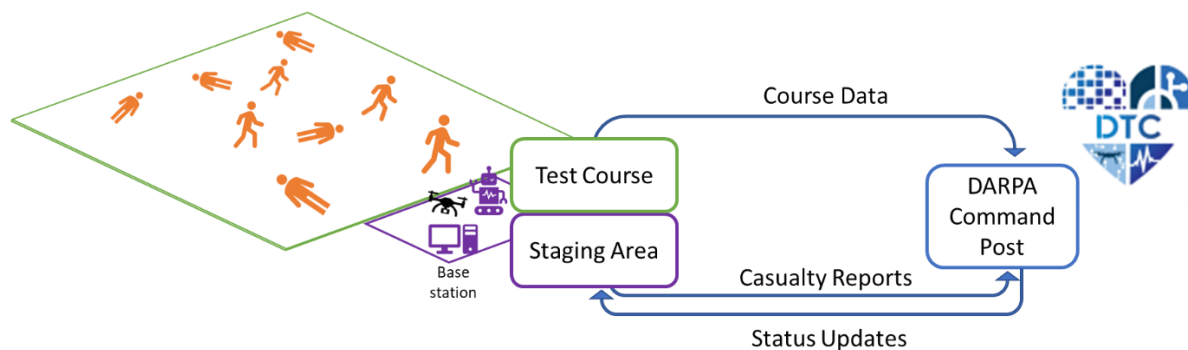 Course Data
DTC
Test Course
DARPA
Command
Post
Staging Area
Base
station
Casualty Reports
Status Updates